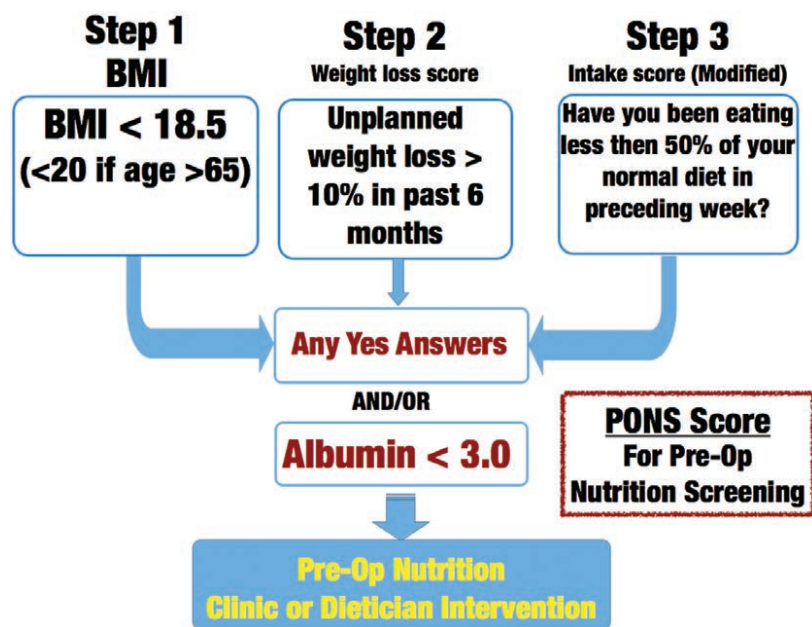 Step 1
BMI
BMI < 18.5
(<20 if age >65)
Step 2
Weight loss score
Unplanned
weight loss >
10% in past 6
months
Step 3
Intake score (Modified)
Have you been eating
less then 50% of your
normal diet in
preceding week?
Any Yes Answers
AND/OR
Albumin < 3.0
PONS Score
For Pre-Op
Nutrition Screening
Pre-Op Nutrition
Clinic or Dietician Intervention